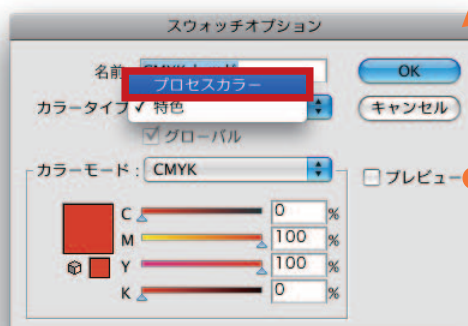 スウォッチオプション
名前
プロセスカラー
OK
カラータイプ ✓ 特色
キャンセル
グローバル
カラーモード : CMYK
プレビュー
C 0 %
M 100 %
Y 100 %
K 0 %